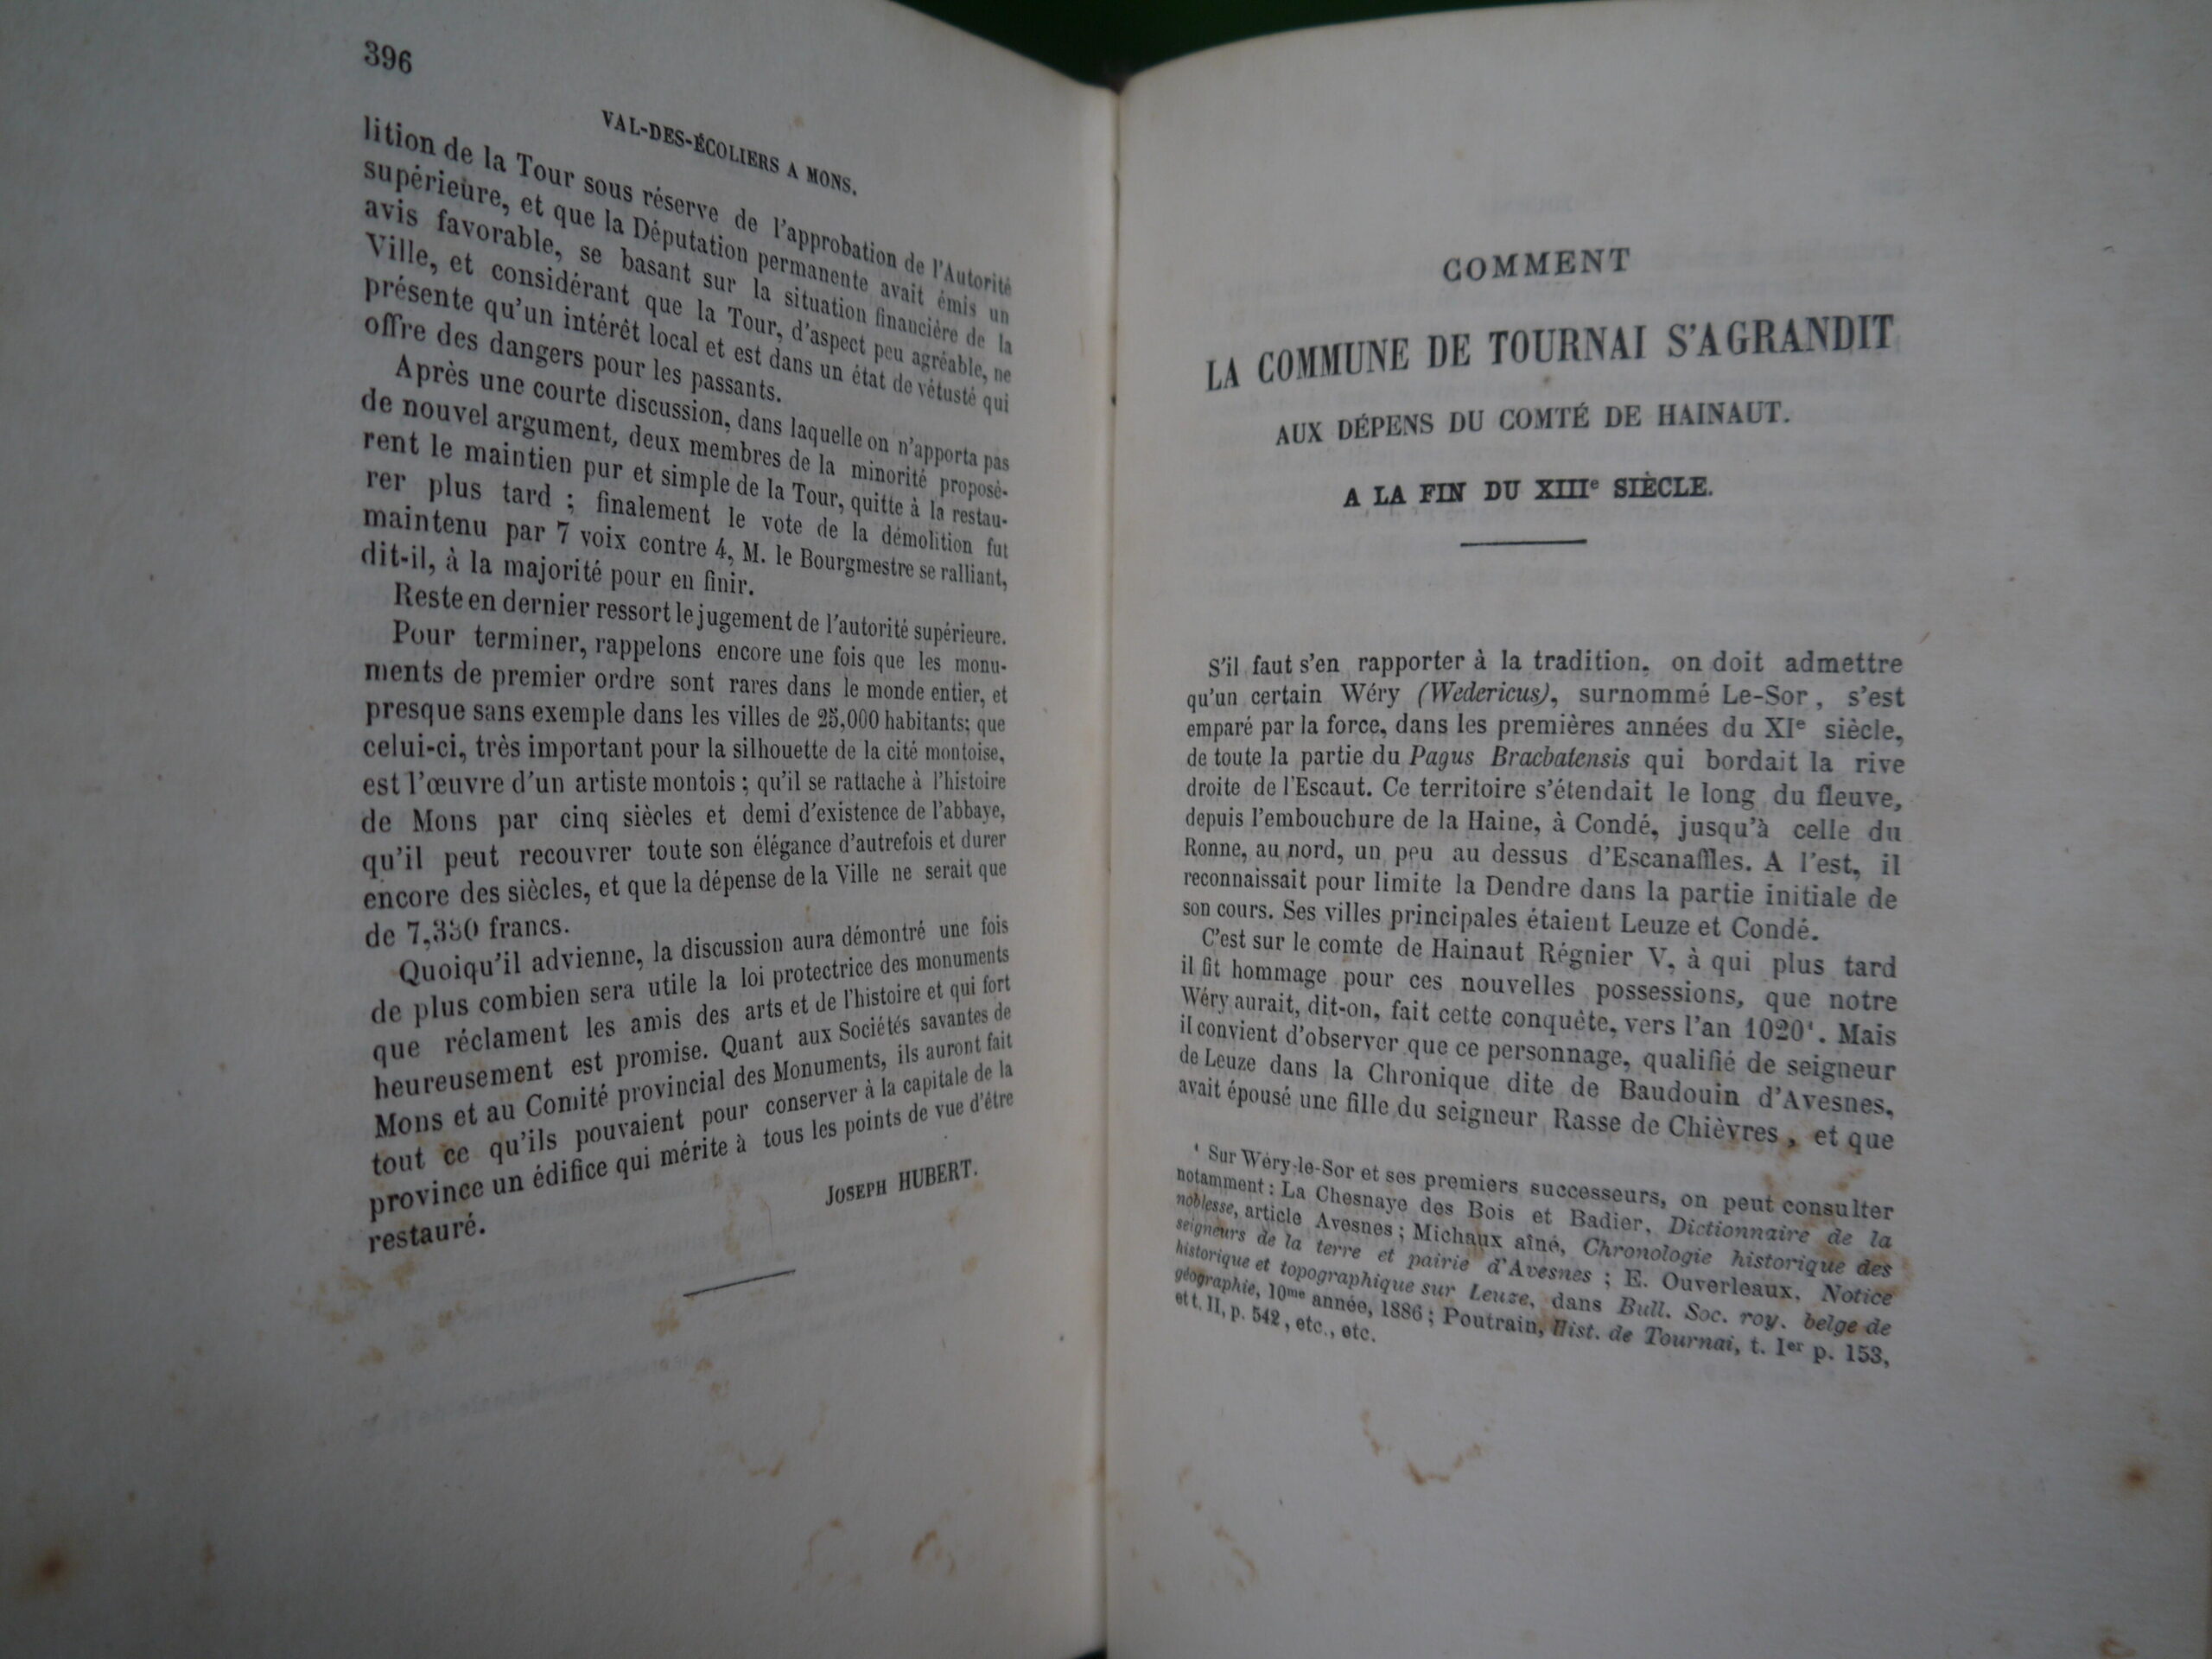 396
VAL-DES-ÉCOLIERS A MONS.
lition de la Tour sous réserve de l'approbation de l'Autorité
supérieure, et que la Députation permanente avait émis un
avis favorable, se basant sur la situation financière de la
Ville, et considérant que la Tour, d'aspect peu agréable, ne
présente qu'un intérêt local et est dans un état de vétusté qui
offre des dangers pour les passants.
Après une courte discussion, dans laquelle on n'apporta pas
de nouvel argument, deux membres de la minorité proposè-
rent le maintien pur et simple de la Tour, quitte à la restau-
rer plus tard ; finalement le vote de la démolition fut
maintenu par 7 voix contre 4, M. le Bourgmestre se ralliant,
dit-il, à la majorité pour en finir.
Reste en dernier ressort le jugement de l'autorité supérieure.
Pour terminer, rappelons encore une fois que les monu-
ments de premier ordre sont rares dans le monde entier, et
presque sans exemple dans les villes de 25,000 habitants; que
celui-ci, très important pour la silhouette de la cité montoise,
est l'œuvre d'un artiste montois ; qu'il se rattache à l'histoire
de Mons par cinq siècles et demi d'existence de l'abbaye,
qu'il peut recouvrer toute son élégance d'autrefois et durer
encore des siècles, et que la dépense de la Ville ne serait que
de francs.
Quoiqu'il advienne, la discussion aura démontré une fois
de plus combien sera utile la loi protectrice des monuments
que réclament les amis des arts et de l'histoire et qui fort
heureusement est promise. Quant aux Sociétés savantes de
Mons et au Comité provincial des Monuments, ils auront fait
tout ce qu'ils pouvaient pour conserver à la capitale de la
province un édifice qui mérite à tous les points de vue d'être
restauré.
JOSEPH HUBERT.
COMMENT
LA COMMUNE DE TOURNAI S'AGRANDIT
AUX DÉPENS DU COMTÉ DE HAINAUT.
A LA FIN DU XIIIe SIÈCLE.
S'il faut s'en rapporter à la tradition, on doit admettre
qu'un certain Wéry (Wedericus), surnommé Le-Sor, s'est
emparé par la force, dans les premières années du XIe siècle,
de toute la partie du Pagus Bracbatensis qui bordait la rive
droite de l'Escaut. Ce territoire s'étendait le long du fleuve,
depuis l'embouchure de la Haine, à Condé, jusqu'à celle du
Ronne, au nord, un peu au dessus d'Escanaffles. A l'est, il
reconnaissait pour limite la Dendre dans la partie initiale de
son cours. Ses villes principales étaient Leuze et Condé.
C'est sur le comte de Hainaut Régnier V, à qui plus tard
il fit hommage pour ces nouvelles possessions, que notre
Wéry aurait, dit-on, fait cette conquête, vers l'an 1020¹. Mais
il convient d'observer que ce personnage, qualifié de seigneur
de Leuze dans la Chronique dite de Baudouin d'Avesnes,
avait épousé une fille du seigneur Rasse de Chièvres, et que
¹ Sur Wéry-le-Sor et ses premiers successeurs, on peut consulter
notamment : La Chesnaye des Bois et Badier, Dictionnaire de la
noblesse, article Avesnes ; Michaux aîné, Chronologie historique des
seigneurs de la terre et pairie d'Avesnes ; E. Ouverleaux, Notice
historique et topographique sur Leuze, dans Bull. Soc. roy. belge de
géographie, 10me année, 1886 ; Poutrain, Hist. de Tournai, t. Ier p. 153,
et t. II, p. 542, etc., etc.